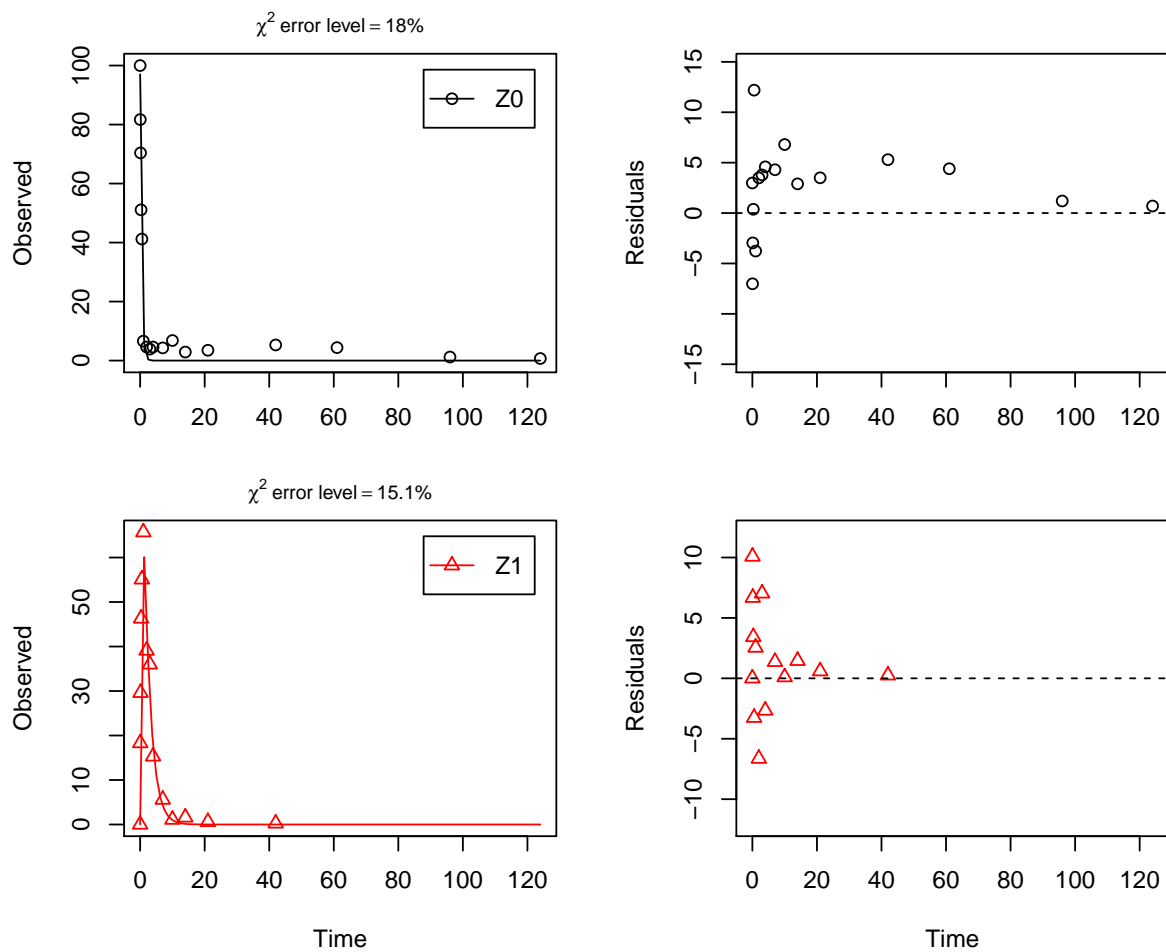 χ² error level = 18%
Observed
0 20 40 60 80 100
Z0
0 20 40 60 80 100 120
Residuals
−15 −5 0 5 10 15
0 20 40 60 80 100 120
χ² error level = 15.1%
Observed
0 10 30 50
Z1
0 20 40 60 80 100 120
Time
Residuals
−10 −5 0 5 10
0 20 40 60 80 100 120
Time